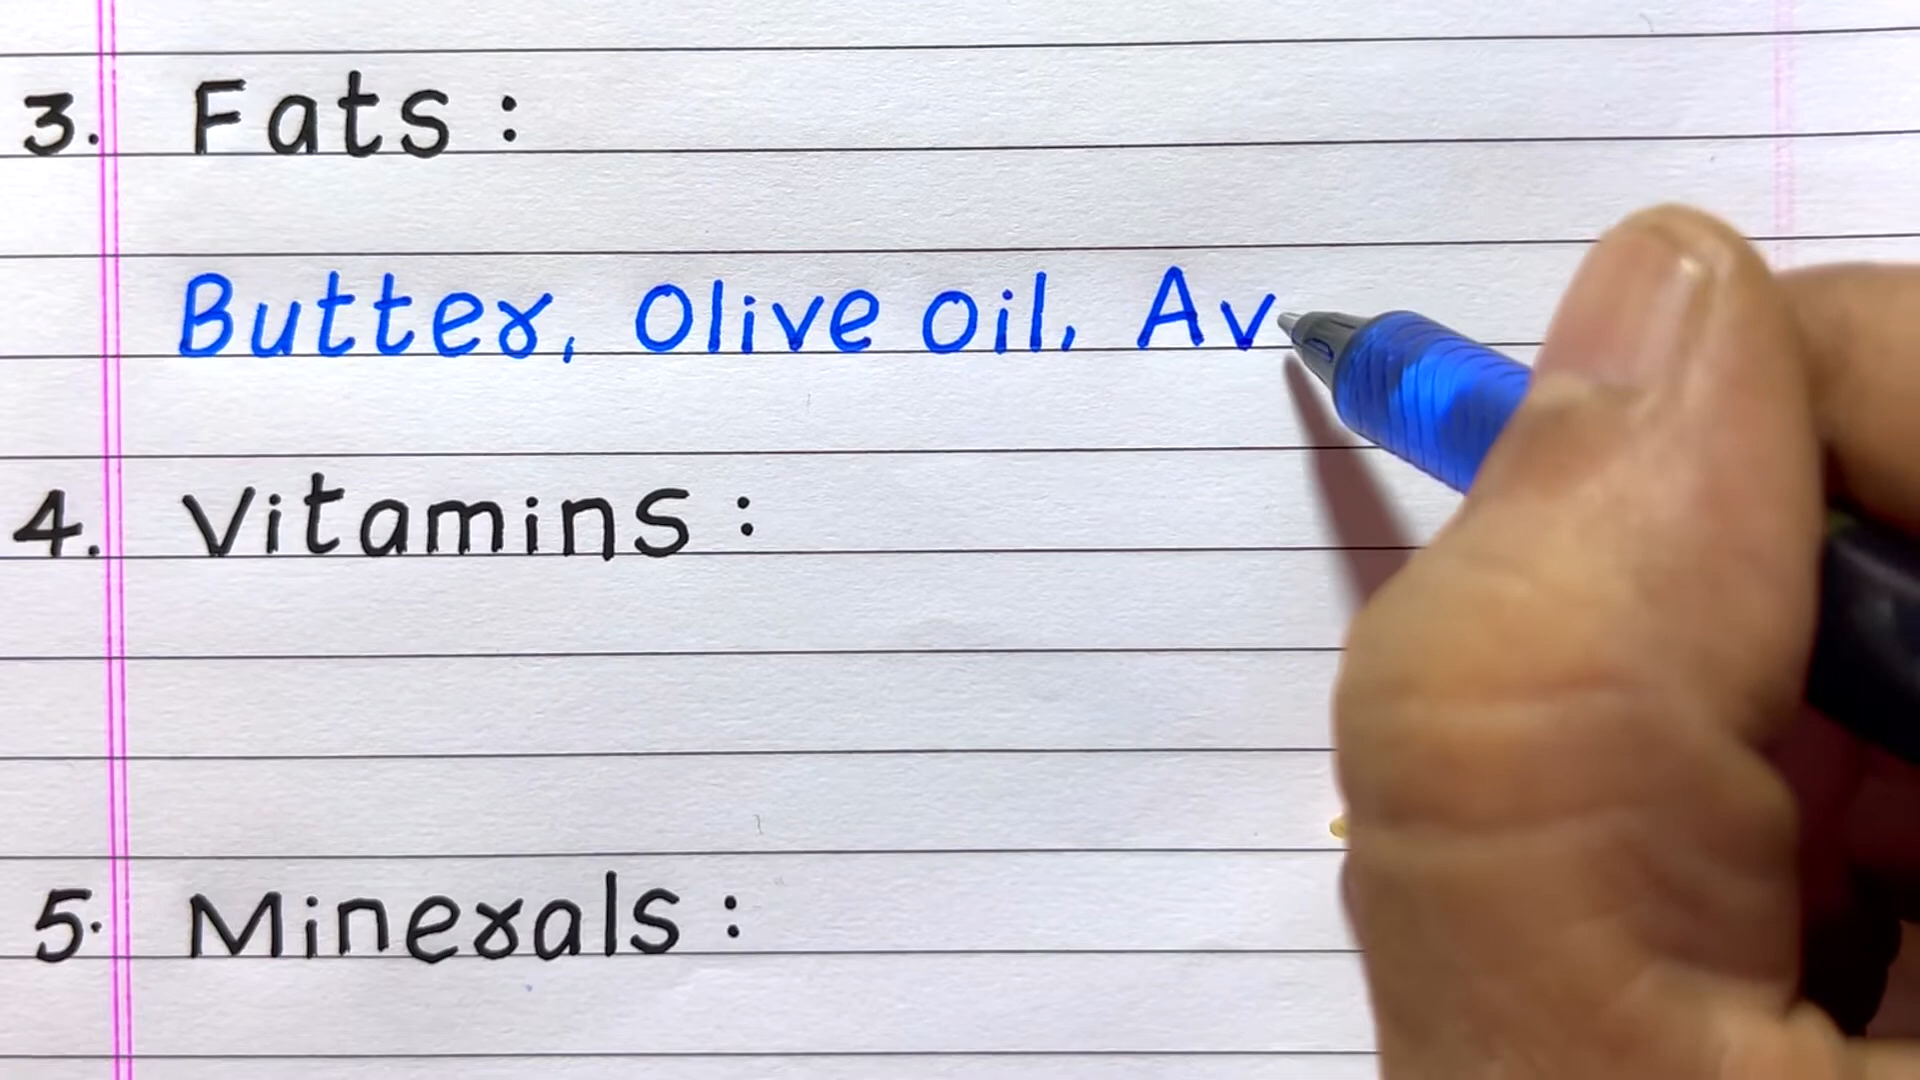 3. Fats :
Butter, Olive Oil, Av
4. Vitamins :
5. Minerals :